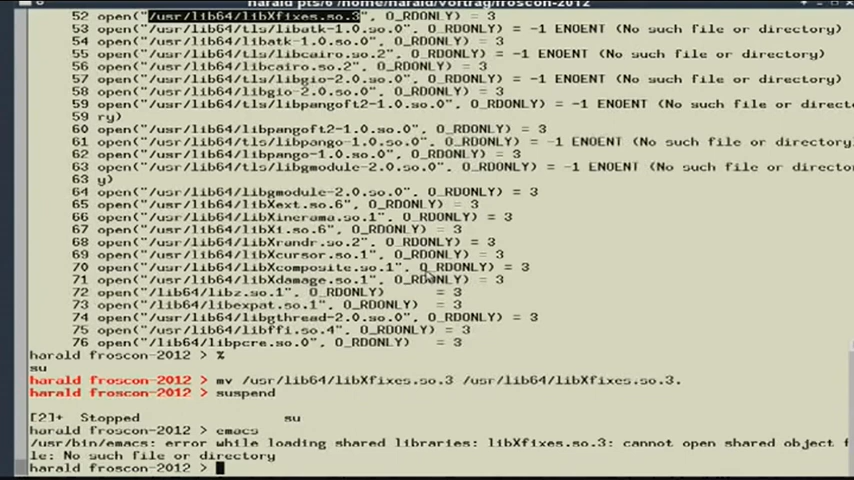 harald pts/6 /home/harald/vortrag/froscon-2012
52 open("/usr/lib64/libXfixes.so.3", O_RDONLY) = 3
53 open("/usr/lib64/tls/libatk-1.0.so.0", O_RDONLY) = -1 ENOENT (No such file or directory)
54 open("/usr/lib64/libatk-1.0.so.0", O_RDONLY) = 3
55 open("/usr/lib64/tls/libcairo.so.2", O_RDONLY) = -1 ENOENT (No such file or directory)
56 open("/usr/lib64/libcairo.so.2", O_RDONLY) = 3
57 open("/usr/lib64/tls/libgio-2.0.so.0", O_RDONLY) = -1 ENOENT (No such file or directory)
58 open("/usr/lib64/libgio-2.0.so.0", O_RDONLY) = 3
59 open("/usr/lib64/tls/libpangoft2-1.0.so.0", O_RDONLY) = -1 ENOENT (No such file or direct
59 ry)
60 open("/usr/lib64/libpangoft2-1.0.so.0", O_RDONLY) = 3
61 open("/usr/lib64/tls/libpango-1.0.so.0", O_RDONLY) = -1 ENOENT (No such file or directory
62 open("/usr/lib64/libpango-1.0.so.0", O_RDONLY) = 3
63 open("/usr/lib64/tls/libgmodule-2.0.so.0", O_RDONLY) = -1 ENOENT (No such file or directo
63 y)
64 open("/usr/lib64/libgmodule-2.0.so.0", O_RDONLY) = 3
65 open("/usr/lib64/libXext.so.6", O_RDONLY) = 3
66 open("/usr/lib64/libXinerama.so.1", O_RDONLY) = 3
67 open("/usr/lib64/libXi.so.6", O_RDONLY) = 3
68 open("/usr/lib64/libXrandr.so.2", O_RDONLY) = 3
69 open("/usr/lib64/libXcursor.so.1", O_RDONLY) = 3
70 open("/usr/lib64/libXcomposite.so.1", O_RDONLY) = 3
71 open("/usr/lib64/libXdamage.so.1", O_RDONLY) = 3
72 open("/lib64/libz.so.1", O_RDONLY) = 3
73 open("/lib64/libexpat.so.1", O_RDONLY) = 3
74 open("/lib64/libgthread-2.0.so.0", O_RDONLY) = 3
75 open("/usr/lib64/libffi.so.4", O_RDONLY) = 3
76 open("/lib64/libpcre.so.0", O_RDONLY) = 3
harald froscon-2012 > %
su
harald froscon-2012 > mv /usr/lib64/libXfixes.so.3 /usr/lib64/libXfixes.so.3.
harald froscon-2012 > suspend
[2]+ Stopped su
harald froscon-2012 > emacs
/usr/bin/emacs: error while loading shared libraries: libXfixes.so.3: cannot open shared object f
le: No such file or directory
harald froscon-2012 >